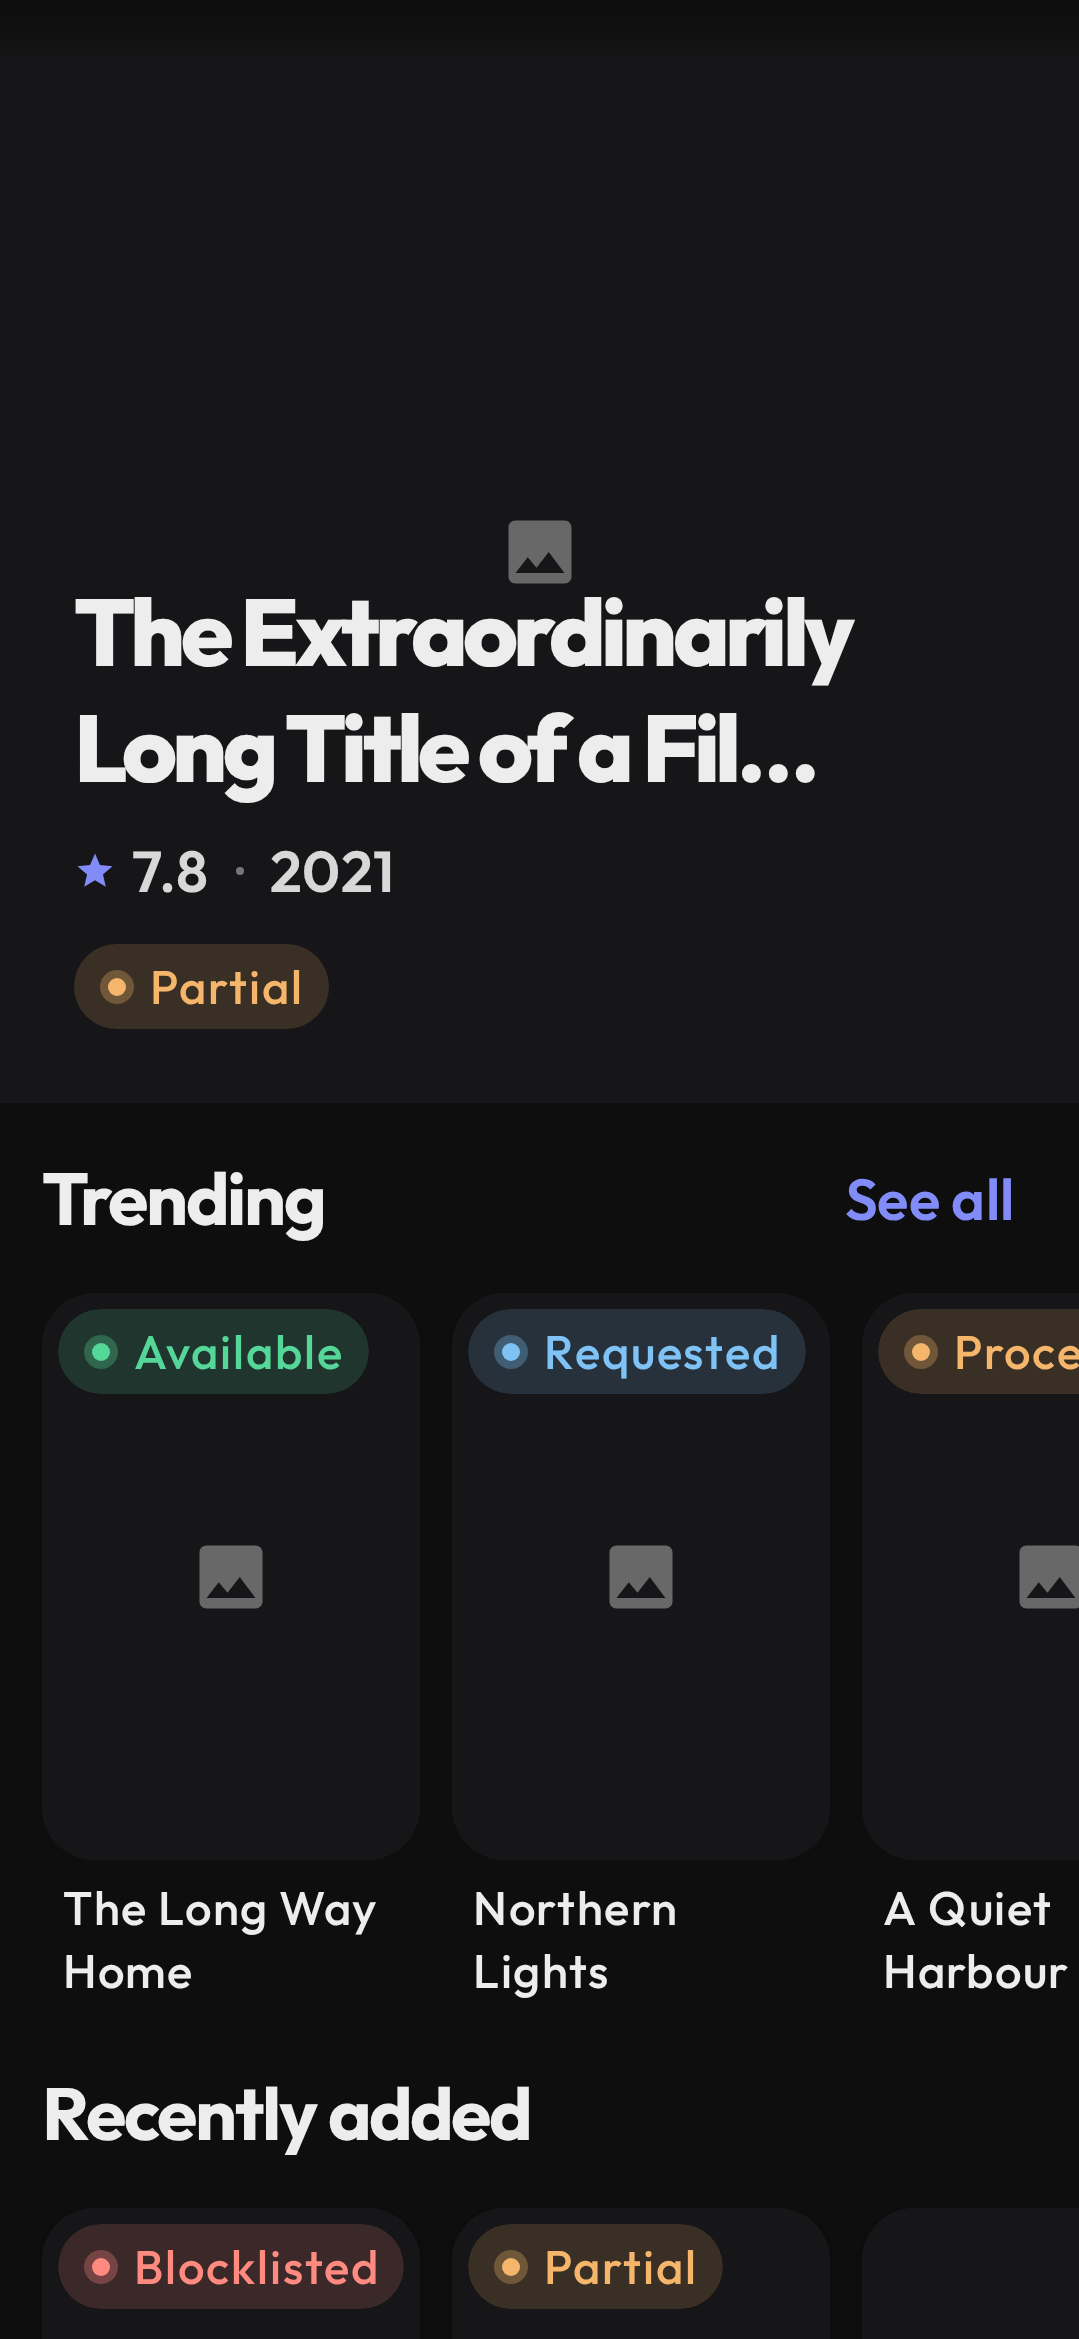 The Extraordinarily
Long Title of a Fil...
7.8 · 2021
Partial
Trending
See all
Available
Requested
Proce
The Long Way
Home
Northern
Lights
A Quiet
Harbour
Recently added
Blocklisted
Partial